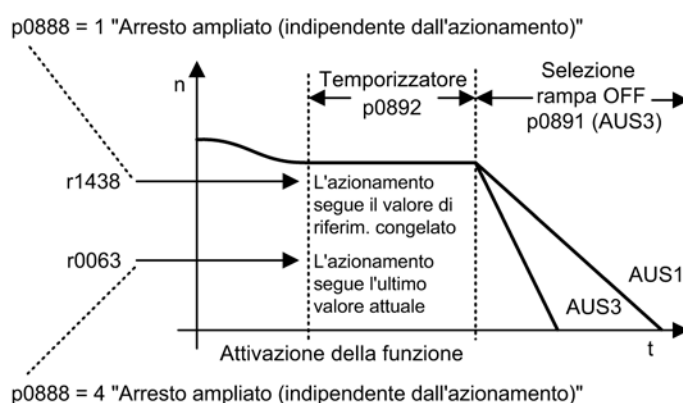 p0888 = 1 "Arresto ampliato (indipendente dall'azionamento)"
n
Temporizzatore
p0892
Selezione
rampa OFF
p0891 (AUS3)
r1438
L'azionamento
segue il valore di
riferim. congelato
r0063
L'azionamento
segue l'ultimo
valore attuale
AUS1
AUS3
Attivazione della funzione
t
p0888 = 4 "Arresto ampliato (indipendente dall'azionamento)"